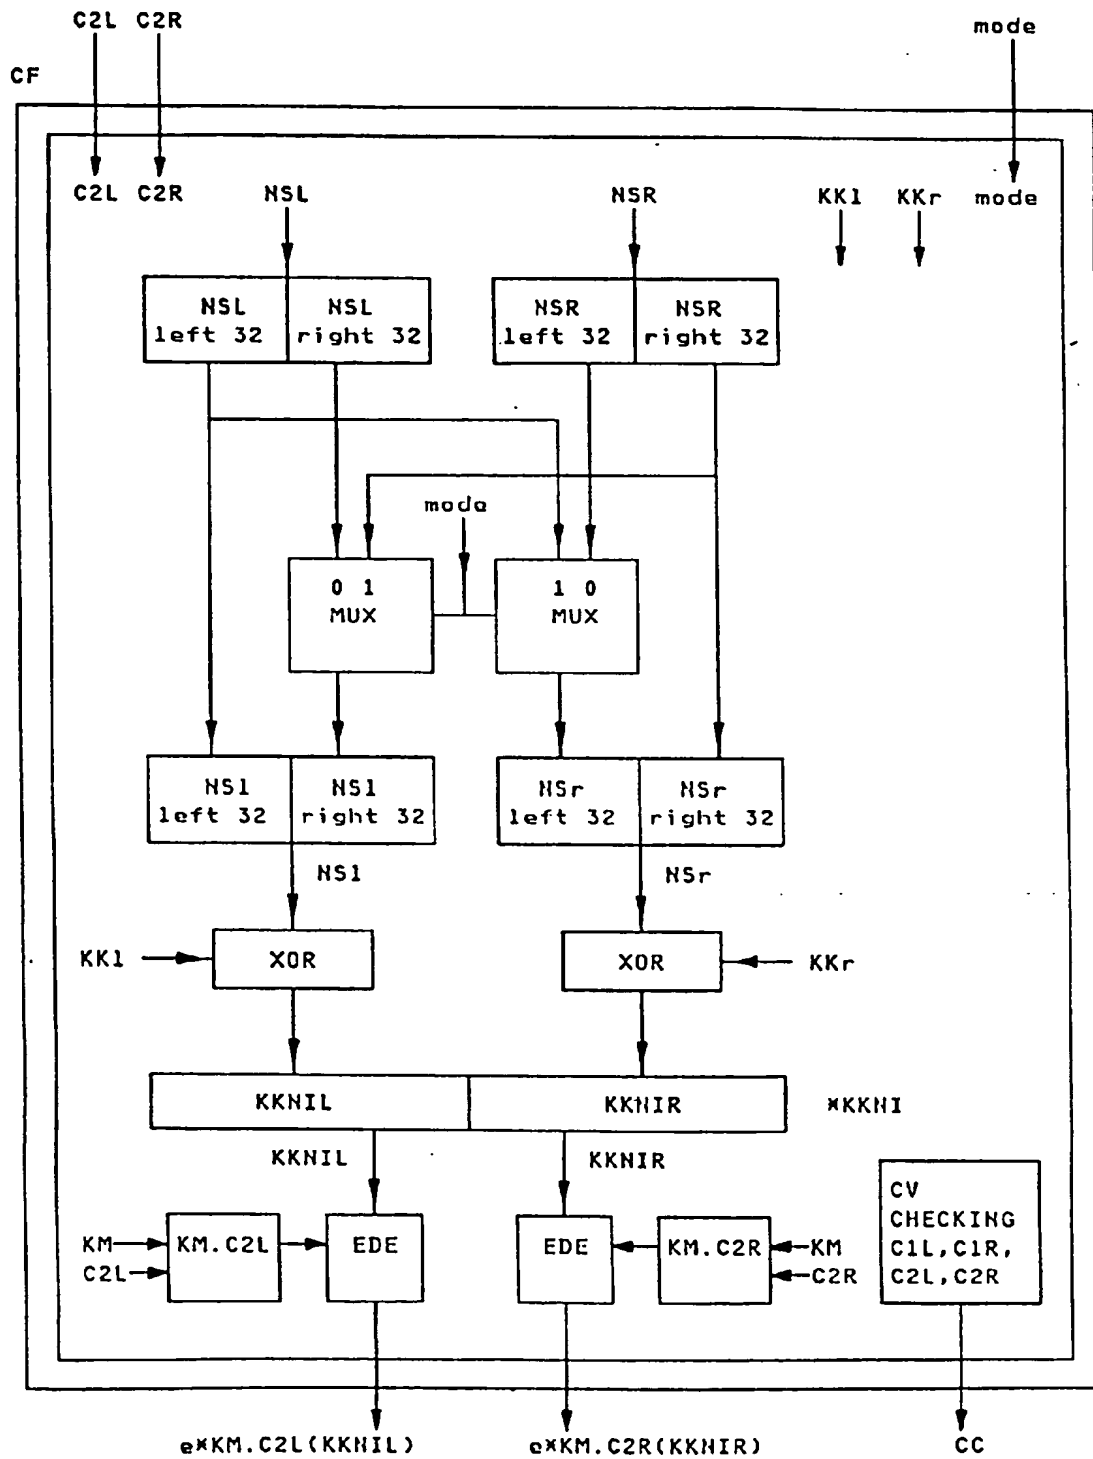 C2L C2R
mode
CF
C2L C2R
NSL
NSR
KKl KKr
mode
NSL left 32
NSL right 32
NSR left 32
NSR right 32
mode
0 1
MUX
1 0
MUX
NSl left 32
NSl right 32
NSr left 32
NSr right 32
NSl
NSr
KKl
XOR
XOR
KKr
KKNIL
KKNIR
*KKNI
KKNIL
KKNIR
KM
C2L
KM.C2L
EDE
EDE
KM.C2R
KM
C2R
CV
CHECKING
C1L,C1R,
C2L,C2R
e*KM.C2L(KKNIL)
e*KM.C2R(KKNIR)
CC